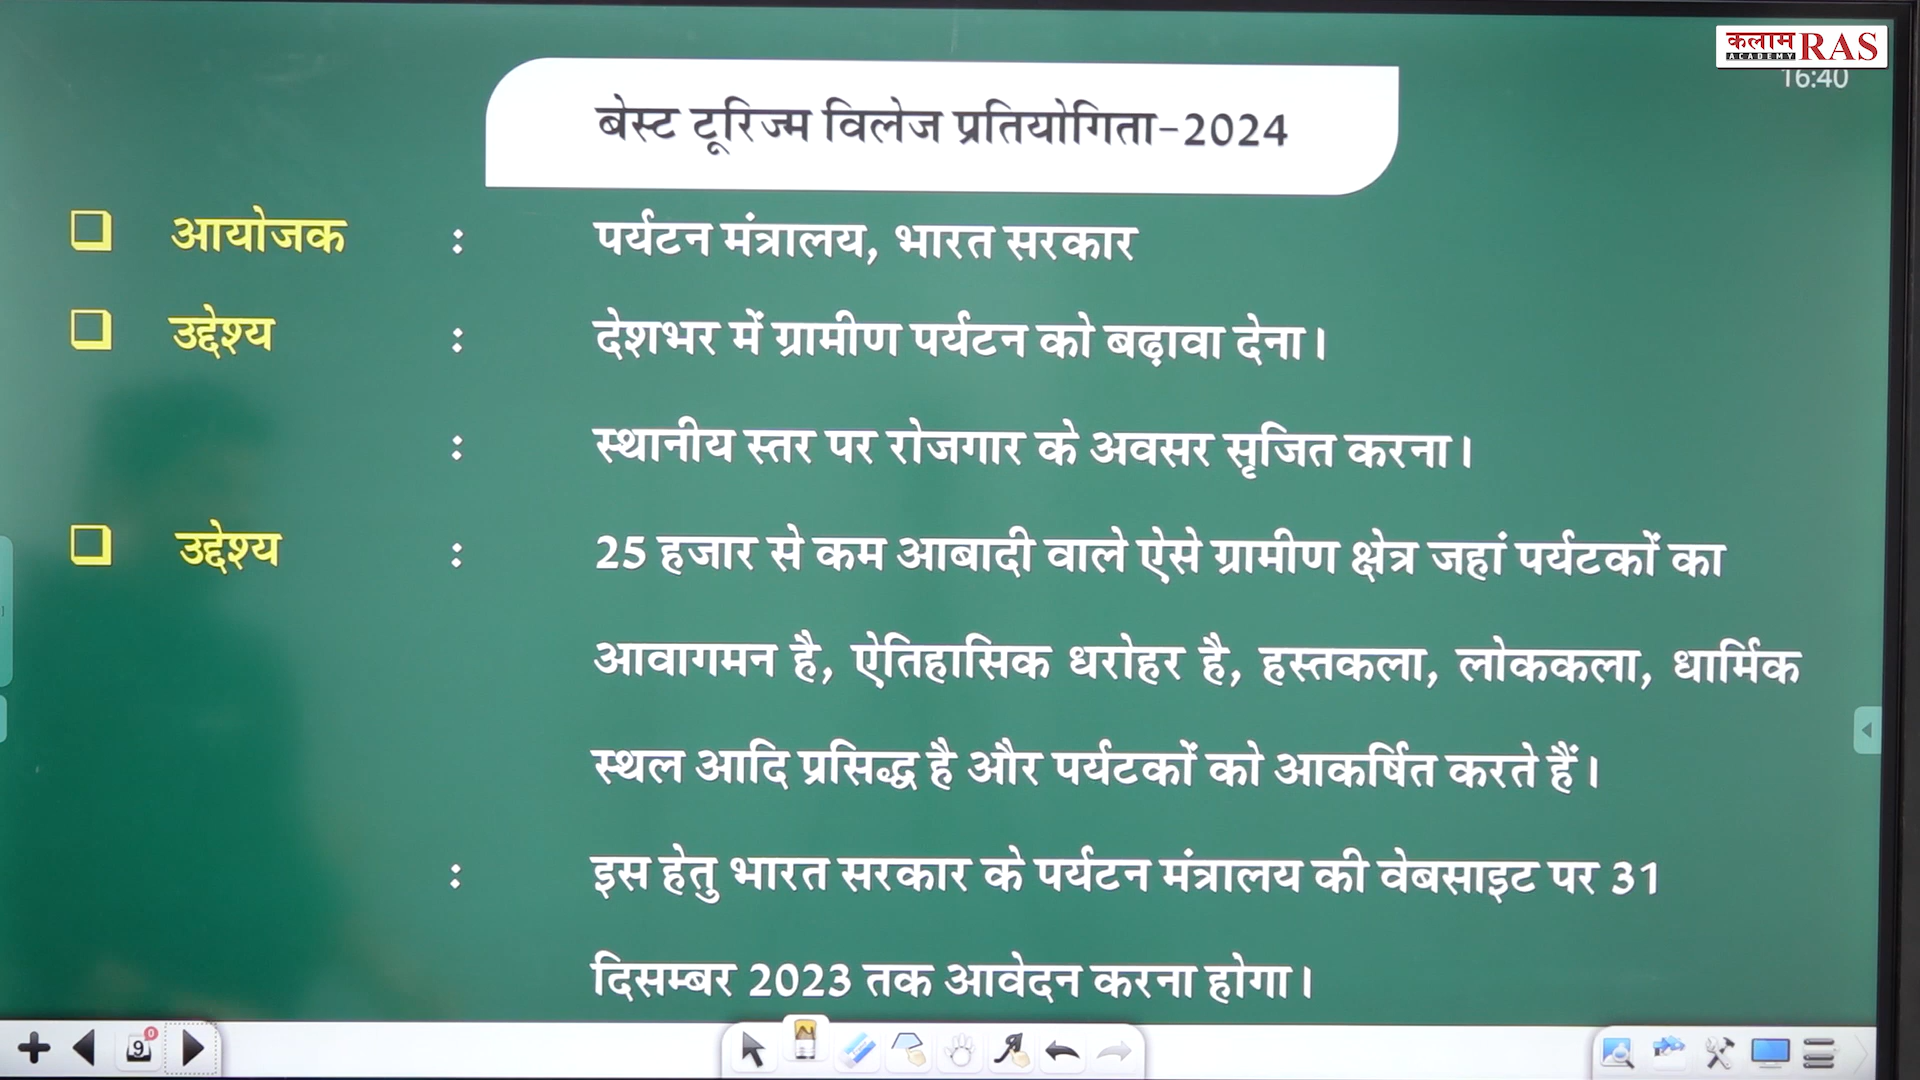 कलाम RAS
ACADEMY
16:40
बेस्ट टूरिज्म विलेज प्रतियोगिता-2024
आयोजक : पर्यटन मंत्रालय, भारत सरकार
उद्देश्य : देशभर में ग्रामीण पर्यटन को बढ़ावा देना।
: स्थानीय स्तर पर रोजगार के अवसर सृजित करना।
उद्देश्य : 25 हजार से कम आबादी वाले ऐसे ग्रामीण क्षेत्र जहां पर्यटकों का
आवागमन है, ऐतिहासिक धरोहर है, हस्तकला, लोककला, धार्मिक
स्थल आदि प्रसिद्ध है और पर्यटकों को आकर्षित करते हैं।
: इस हेतु भारत सरकार के पर्यटन मंत्रालय की वेबसाइट पर 31
दिसम्बर 2023 तक आवेदन करना होगा।
9 0